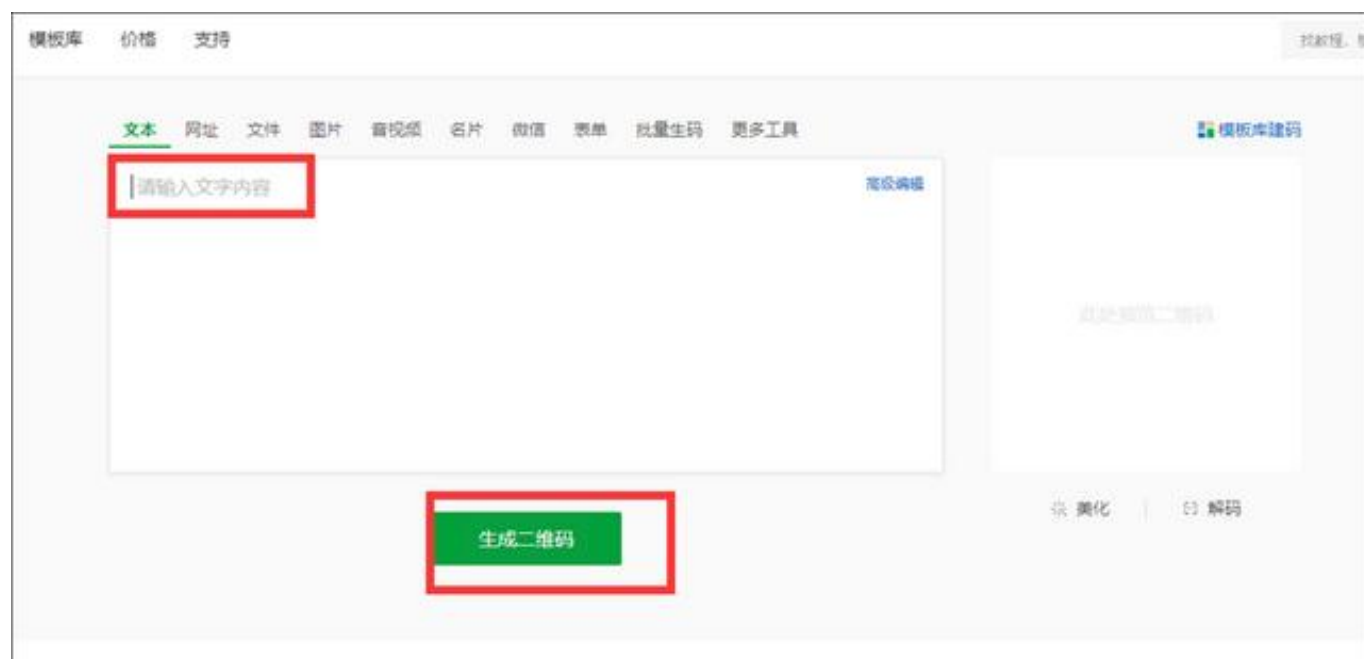 模板库 价格 支持
文本 网址 文件 图片 音视频 名片 微信 表单 批量生码 更多工具 模板库建码
请输入文字内容 高级编辑
生成二维码 美化 解码